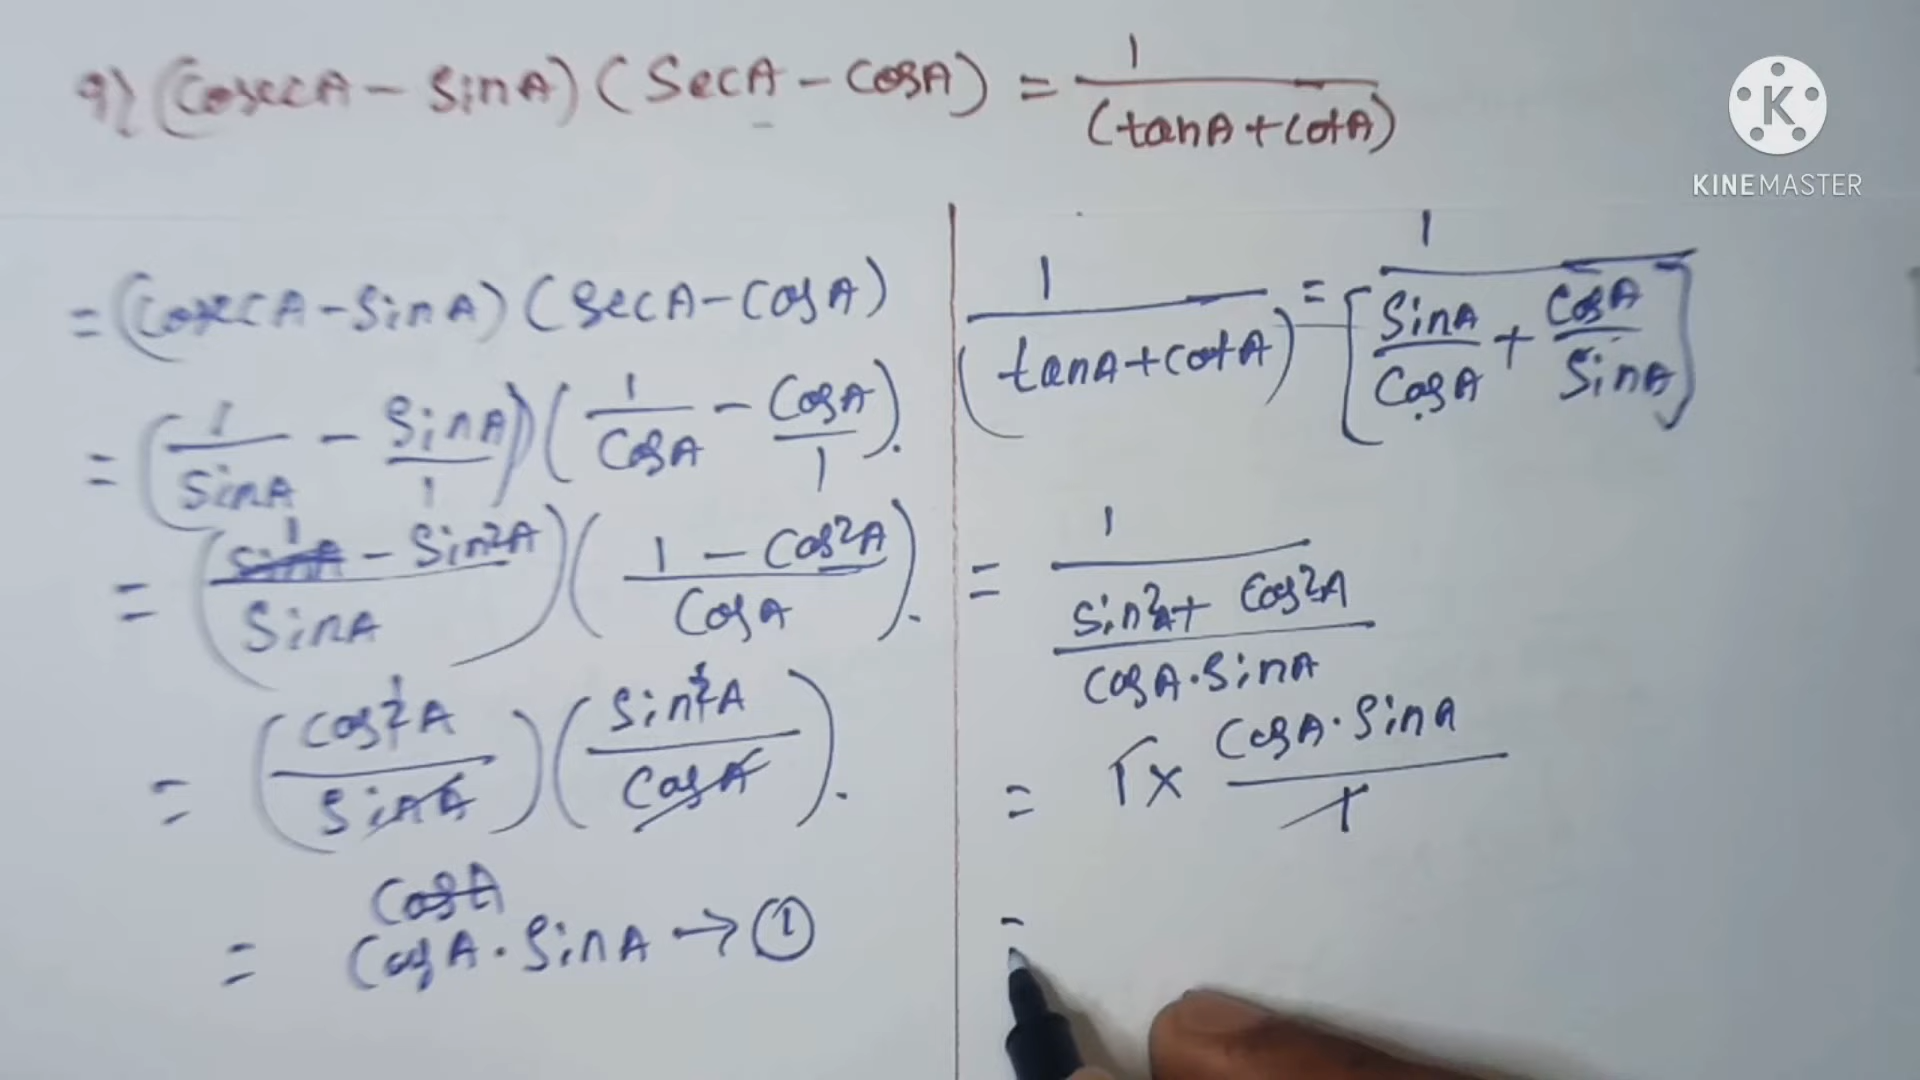 9) (CosecA - SinA) (SecA - CosA) = 1/(tanA + CotA)
KINEMASTER
= (CosecA - SinA) (SecA - CosA)
= (1/SinA - SinA/1) (1/CosA - CosA/1).
= (1 - Sin²A/SinA) (1 - Cos²A/CosA).
= (Cos²A/SinA) (Sin²A/CosA).
= CosA . SinA → ①
1/(tanA + CotA) = 1/[SinA/CosA + CosA/SinA]
= 1/(Sin²A + Cos²A/CosA . SinA)
= 1 × CosA . SinA/1
=